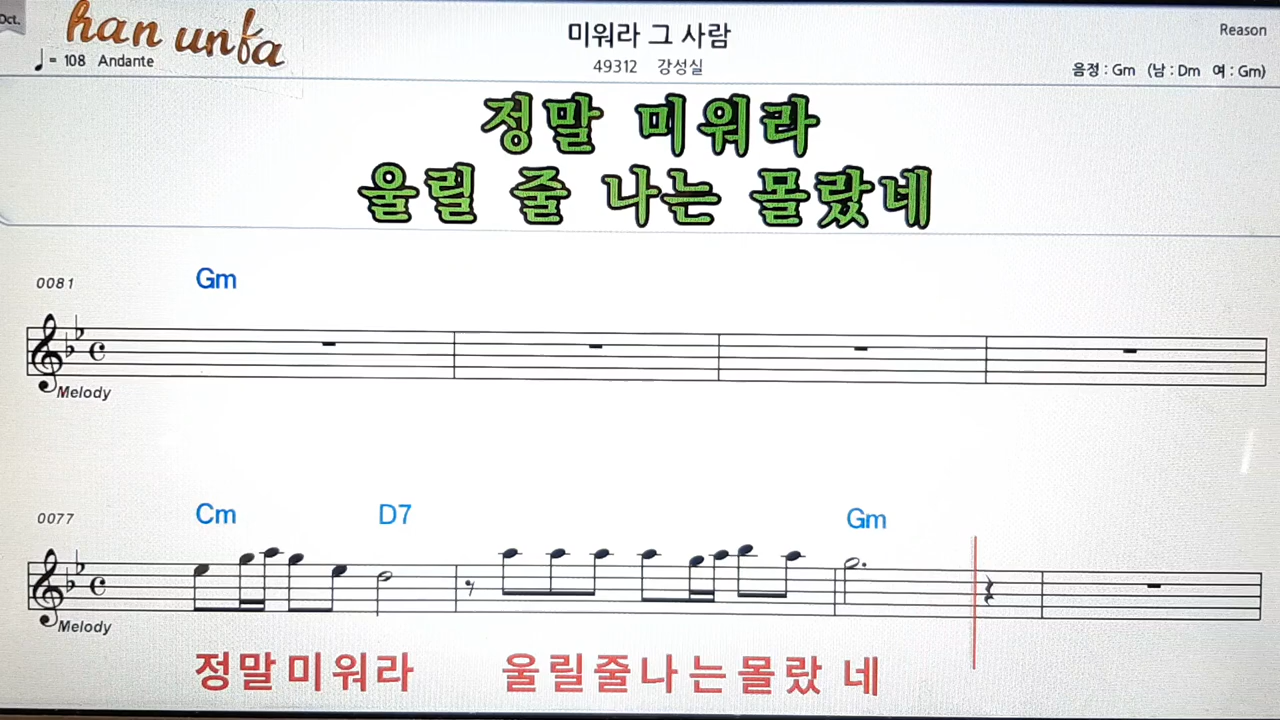 Oct.
han unfa
미워라 그 사람
Reason
♩= 108 Andante
49312 강성실
음정 : Gm (남 : Dm 여 : Gm)
정말 미워라
울릴 줄 나는 몰랐네
0081
Gm
Melody
0077
Cm D7 Gm
Melody
정말미워라 울릴줄나는몰랐 네